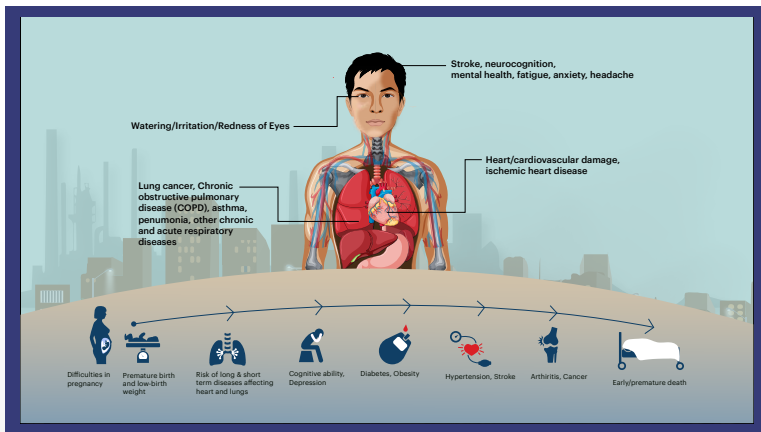 Stroke, neurocognition,
mental health, fatigue, anxiety, headache
Watering/Irritation/Redness of Eyes
Heart/cardiovascular damage,
ischemic heart disease
Lung cancer, Chronic
obstructive pulmonary
disease (COPD), asthma,
penumonia, other chronic
and acute respiratory
diseases
Difficulties in
pregnancy
Premature birth
and low-birth
weight
Risk of long & short
term diseases affecting
heart and lungs
Cognitive ability,
Depression
Diabetes, Obesity
Hypertension, Stroke
Arthiritis, Cancer
Early/premature death